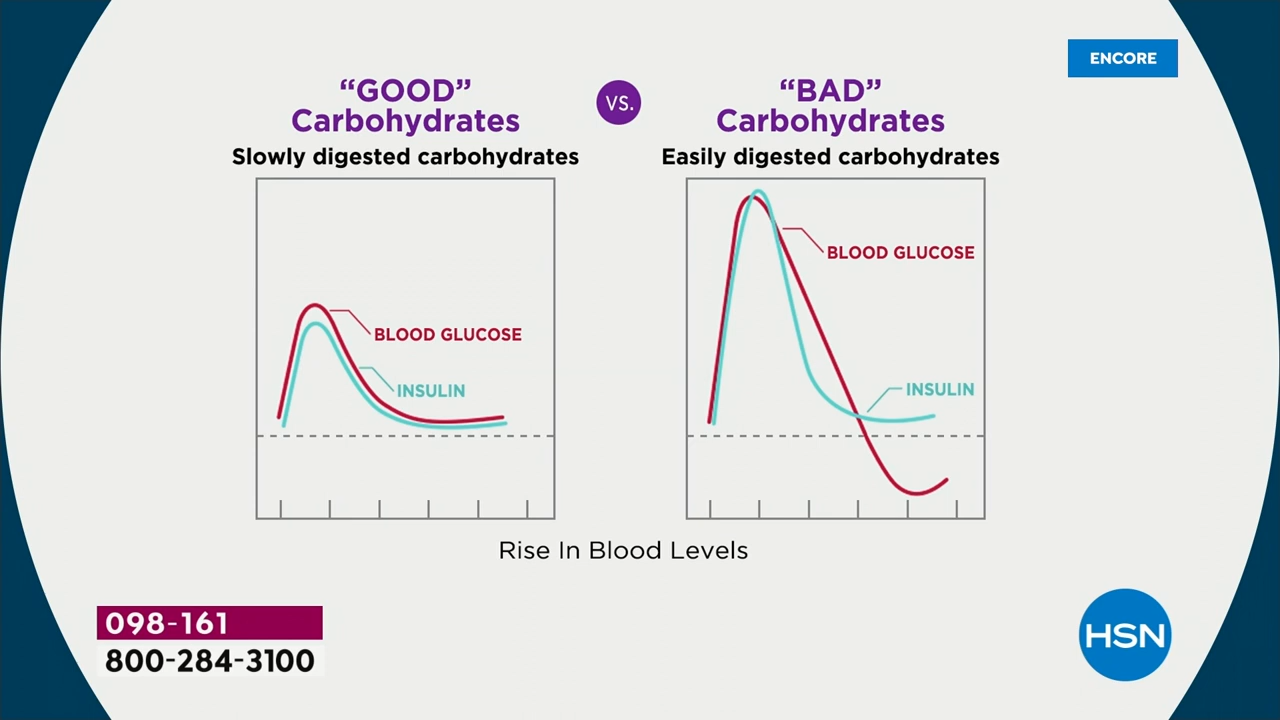 ENCORE
“GOOD”
Carbohydrates
Slowly digested carbohydrates
VS.
“BAD”
Carbohydrates
Easily digested carbohydrates
BLOOD GLUCOSE
INSULIN
BLOOD GLUCOSE
INSULIN
Rise In Blood Levels
098-161
800-284-3100
HSN